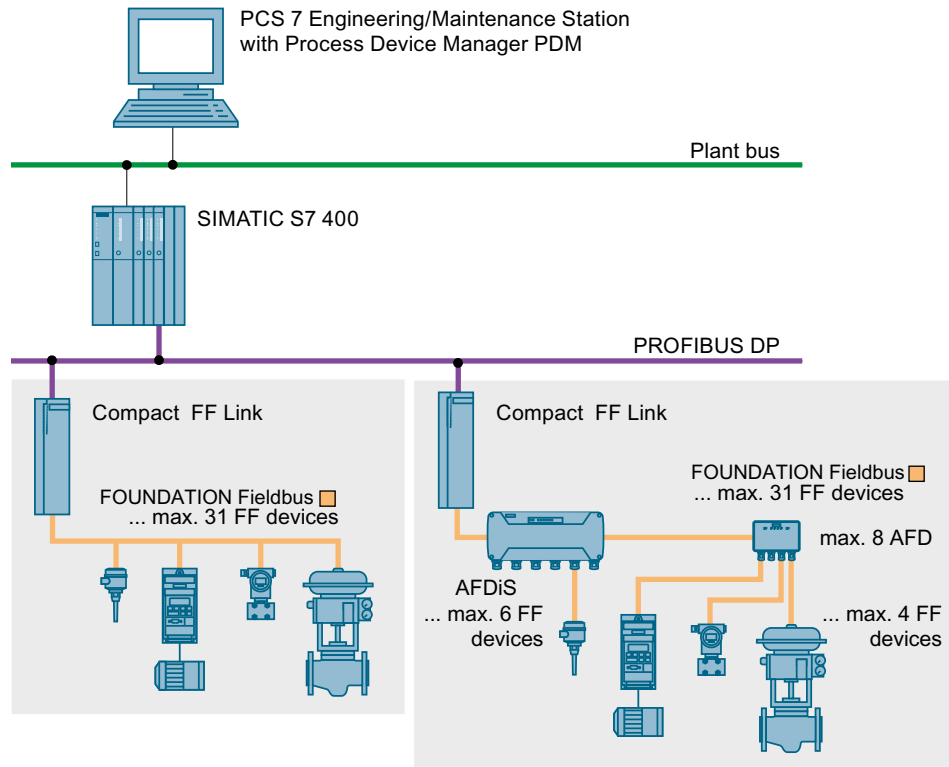 PCS 7 Engineering/Maintenance Station
with Process Device Manager PDM
Plant bus
SIMATIC S7 400
PROFIBUS DP
Compact FF Link
FOUNDATION Fieldbus
... max. 31 FF devices
Compact FF Link
FOUNDATION Fieldbus
... max. 31 FF devices
max. 8 AFD
AFDiS
... max. 6 FF
devices
... max. 4 FF
devices